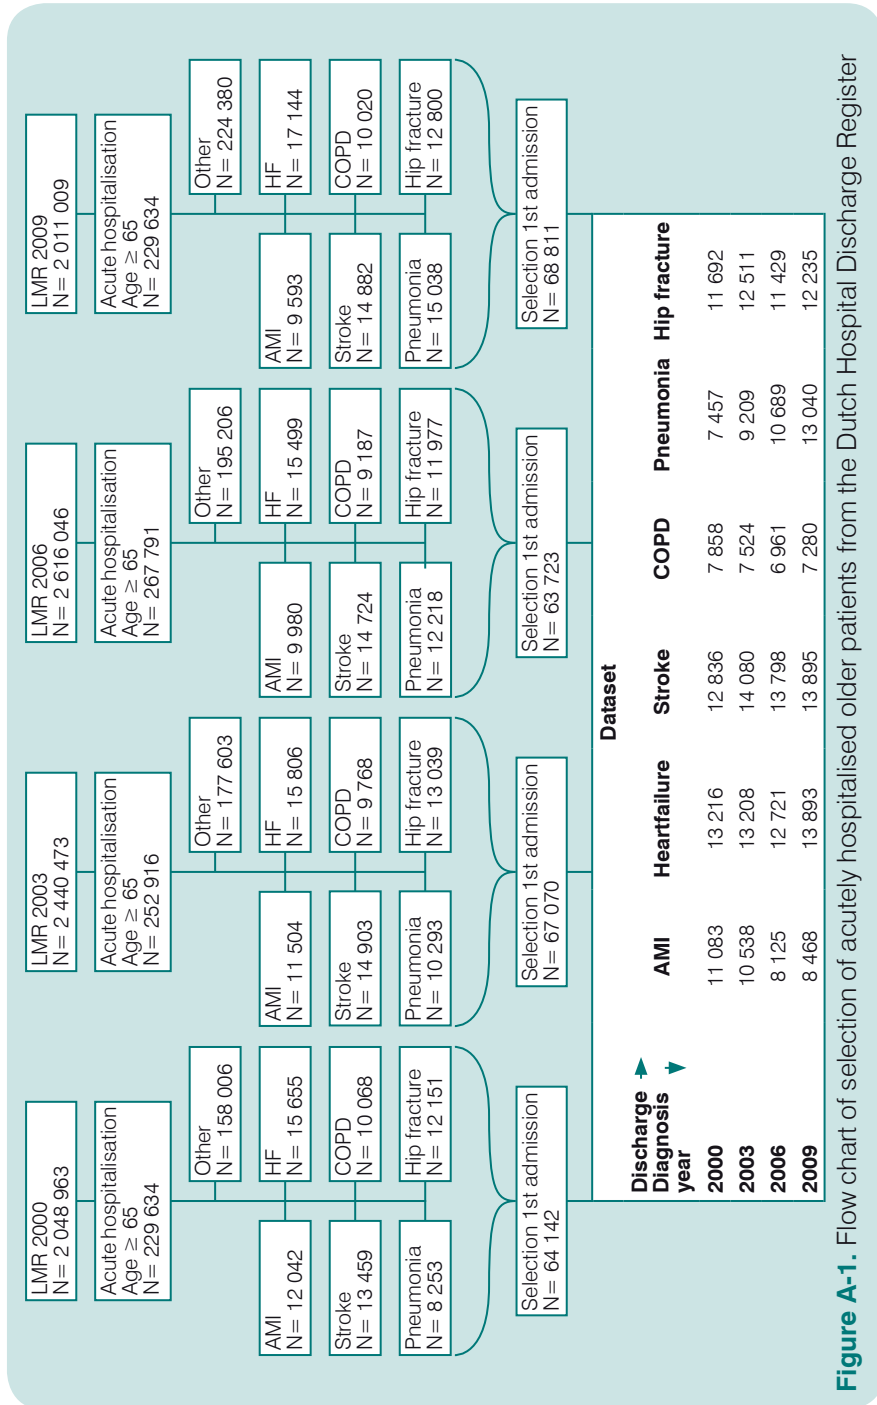 LMR 2000
N= 2 048 963
Acute hospitalisation
Age ≥ 65
N= 229 634
Other
N= 158 006
AMI
N= 12 042
HF
N= 15 655
Stroke
N= 13 459
COPD
N= 10 068
Pneumonia
N= 8 253
Hip fracture
N= 12 151
Selection 1st admission
N= 64 142
LMR 2003
N= 2 440 473
Acute hospitalisation
Age ≥ 65
N= 252 916
Other
N= 177 603
AMI
N= 11 504
HF
N= 15 806
Stroke
N= 14 903
COPD
N= 9 768
Pneumonia
N= 10 293
Hip fracture
N= 13 039
Selection 1st admission
N= 67 070
LMR 2006
N= 2 616 046
Acute hospitalisation
Age ≥ 65
N= 267 791
Other
N= 195 206
AMI
N= 9 980
HF
N= 15 499
Stroke
N= 14 724
COPD
N= 9 187
Pneumonia
N= 12 218
Hip fracture
N= 11 977
Selection 1st admission
N= 63 723
LMR 2009
N= 2 011 009
Acute hospitalisation
Age ≥ 65
N= 229 634
Other
N= 224 380
AMI
N= 9 593
HF
N= 17 144
Stroke
N= 14 882
COPD
N= 10 020
Pneumonia
N= 15 038
Hip fracture
N= 12 800
Selection 1st admission
N= 68 811
Dataset
Discharge
Diagnosis
year
AMI Heartfailure Stroke COPD Pneumonia Hip fracture
2000 11 083 13 216 12 836 7 858 7 457 11 692
2003 10 538 13 208 14 080 7 524 9 209 12 511
2006 8 125 12 721 13 798 6 961 10 689 11 429
2009 8 468 13 893 13 895 7 280 13 040 12 235
Figure A-1. Flow chart of selection of acutely hospitalised older patients from the Dutch Hospital Discharge Register